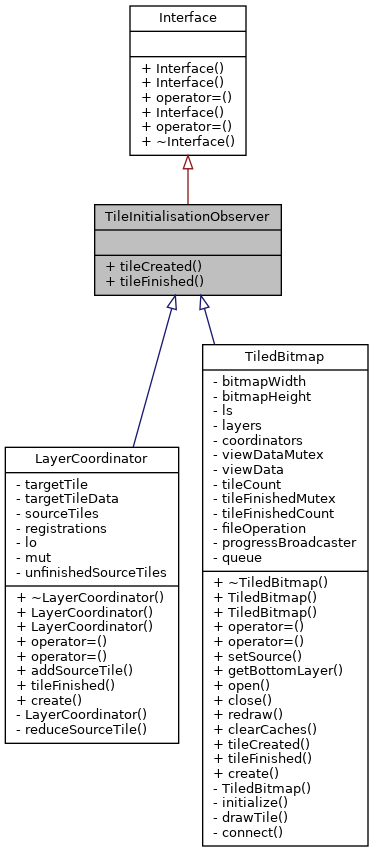 Interface
+ Interface()
+ Interface()
+ operator=()
+ Interface()
+ operator=()
+ ~Interface()
TileInitialisationObserver
+ tileCreated()
+ tileFinished()
LayerCoordinator
- targetTile
- targetTileData
- sourceTiles
- registrations
- lo
- mut
- unfinishedSourceTiles
+ ~LayerCoordinator()
+ LayerCoordinator()
+ LayerCoordinator()
+ operator=()
+ operator=()
+ addSourceTile()
+ tileFinished()
+ create()
- LayerCoordinator()
- reduceSourceTile()
TiledBitmap
- bitmapWidth
- bitmapHeight
- ls
- layers
- coordinators
- viewDataMutex
- viewData
- tileCount
- tileFinishedMutex
- tileFinishedCount
- fileOperation
- progressBroadcaster
- queue
+ ~TiledBitmap()
+ TiledBitmap()
+ TiledBitmap()
+ operator=()
+ operator=()
+ setSource()
+ getBottomLayer()
+ open()
+ close()
+ redraw()
+ clearCaches()
+ tileCreated()
+ tileFinished()
+ create()
- TiledBitmap()
- initialize()
- drawTile()
- connect()